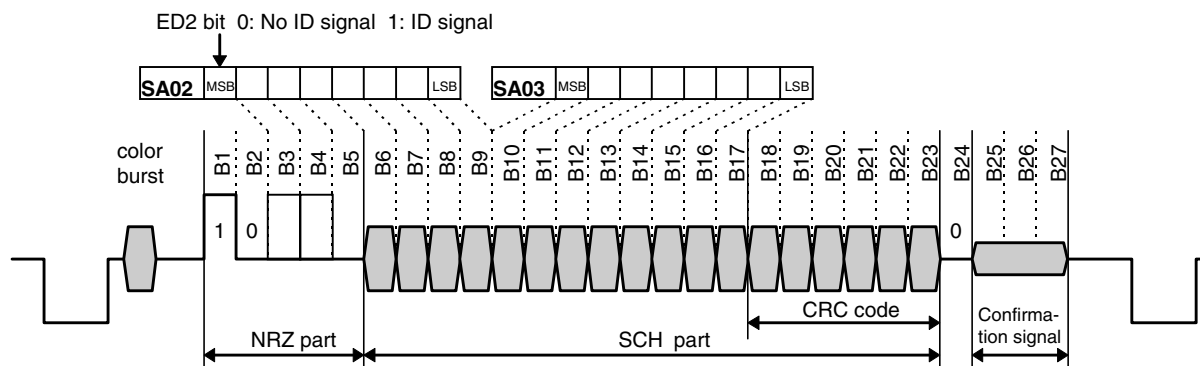 ED2 bit 0: No ID signal 1: ID signal
SA02 MSB LSB SA03 MSB LSB
color
burst
B1 B2 B3 B4 B5 B6 B7 B8 B9 B10 B11 B12 B13 B14 B15 B16 B17 B18 B19 B20 B21 B22 B23 B24 B25 B26 B27
1 0 0
CRC code
NRZ part
SCH part
Confirma-
tion signal